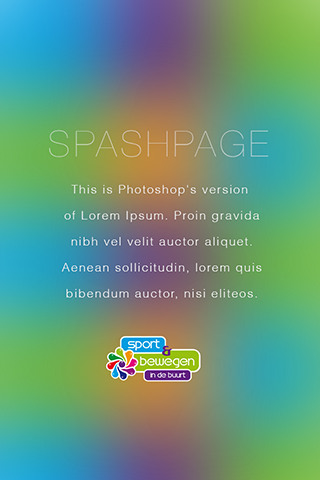 SPASHPAGE
This is Photoshop's version
of Lorem Ipsum. Proin gravida
nibh vel velit auctor aliquet.
Aenean sollicitudin, lorem quis
bibendum auctor, nisi eliteos.
sport &
bewegen
in de buurt